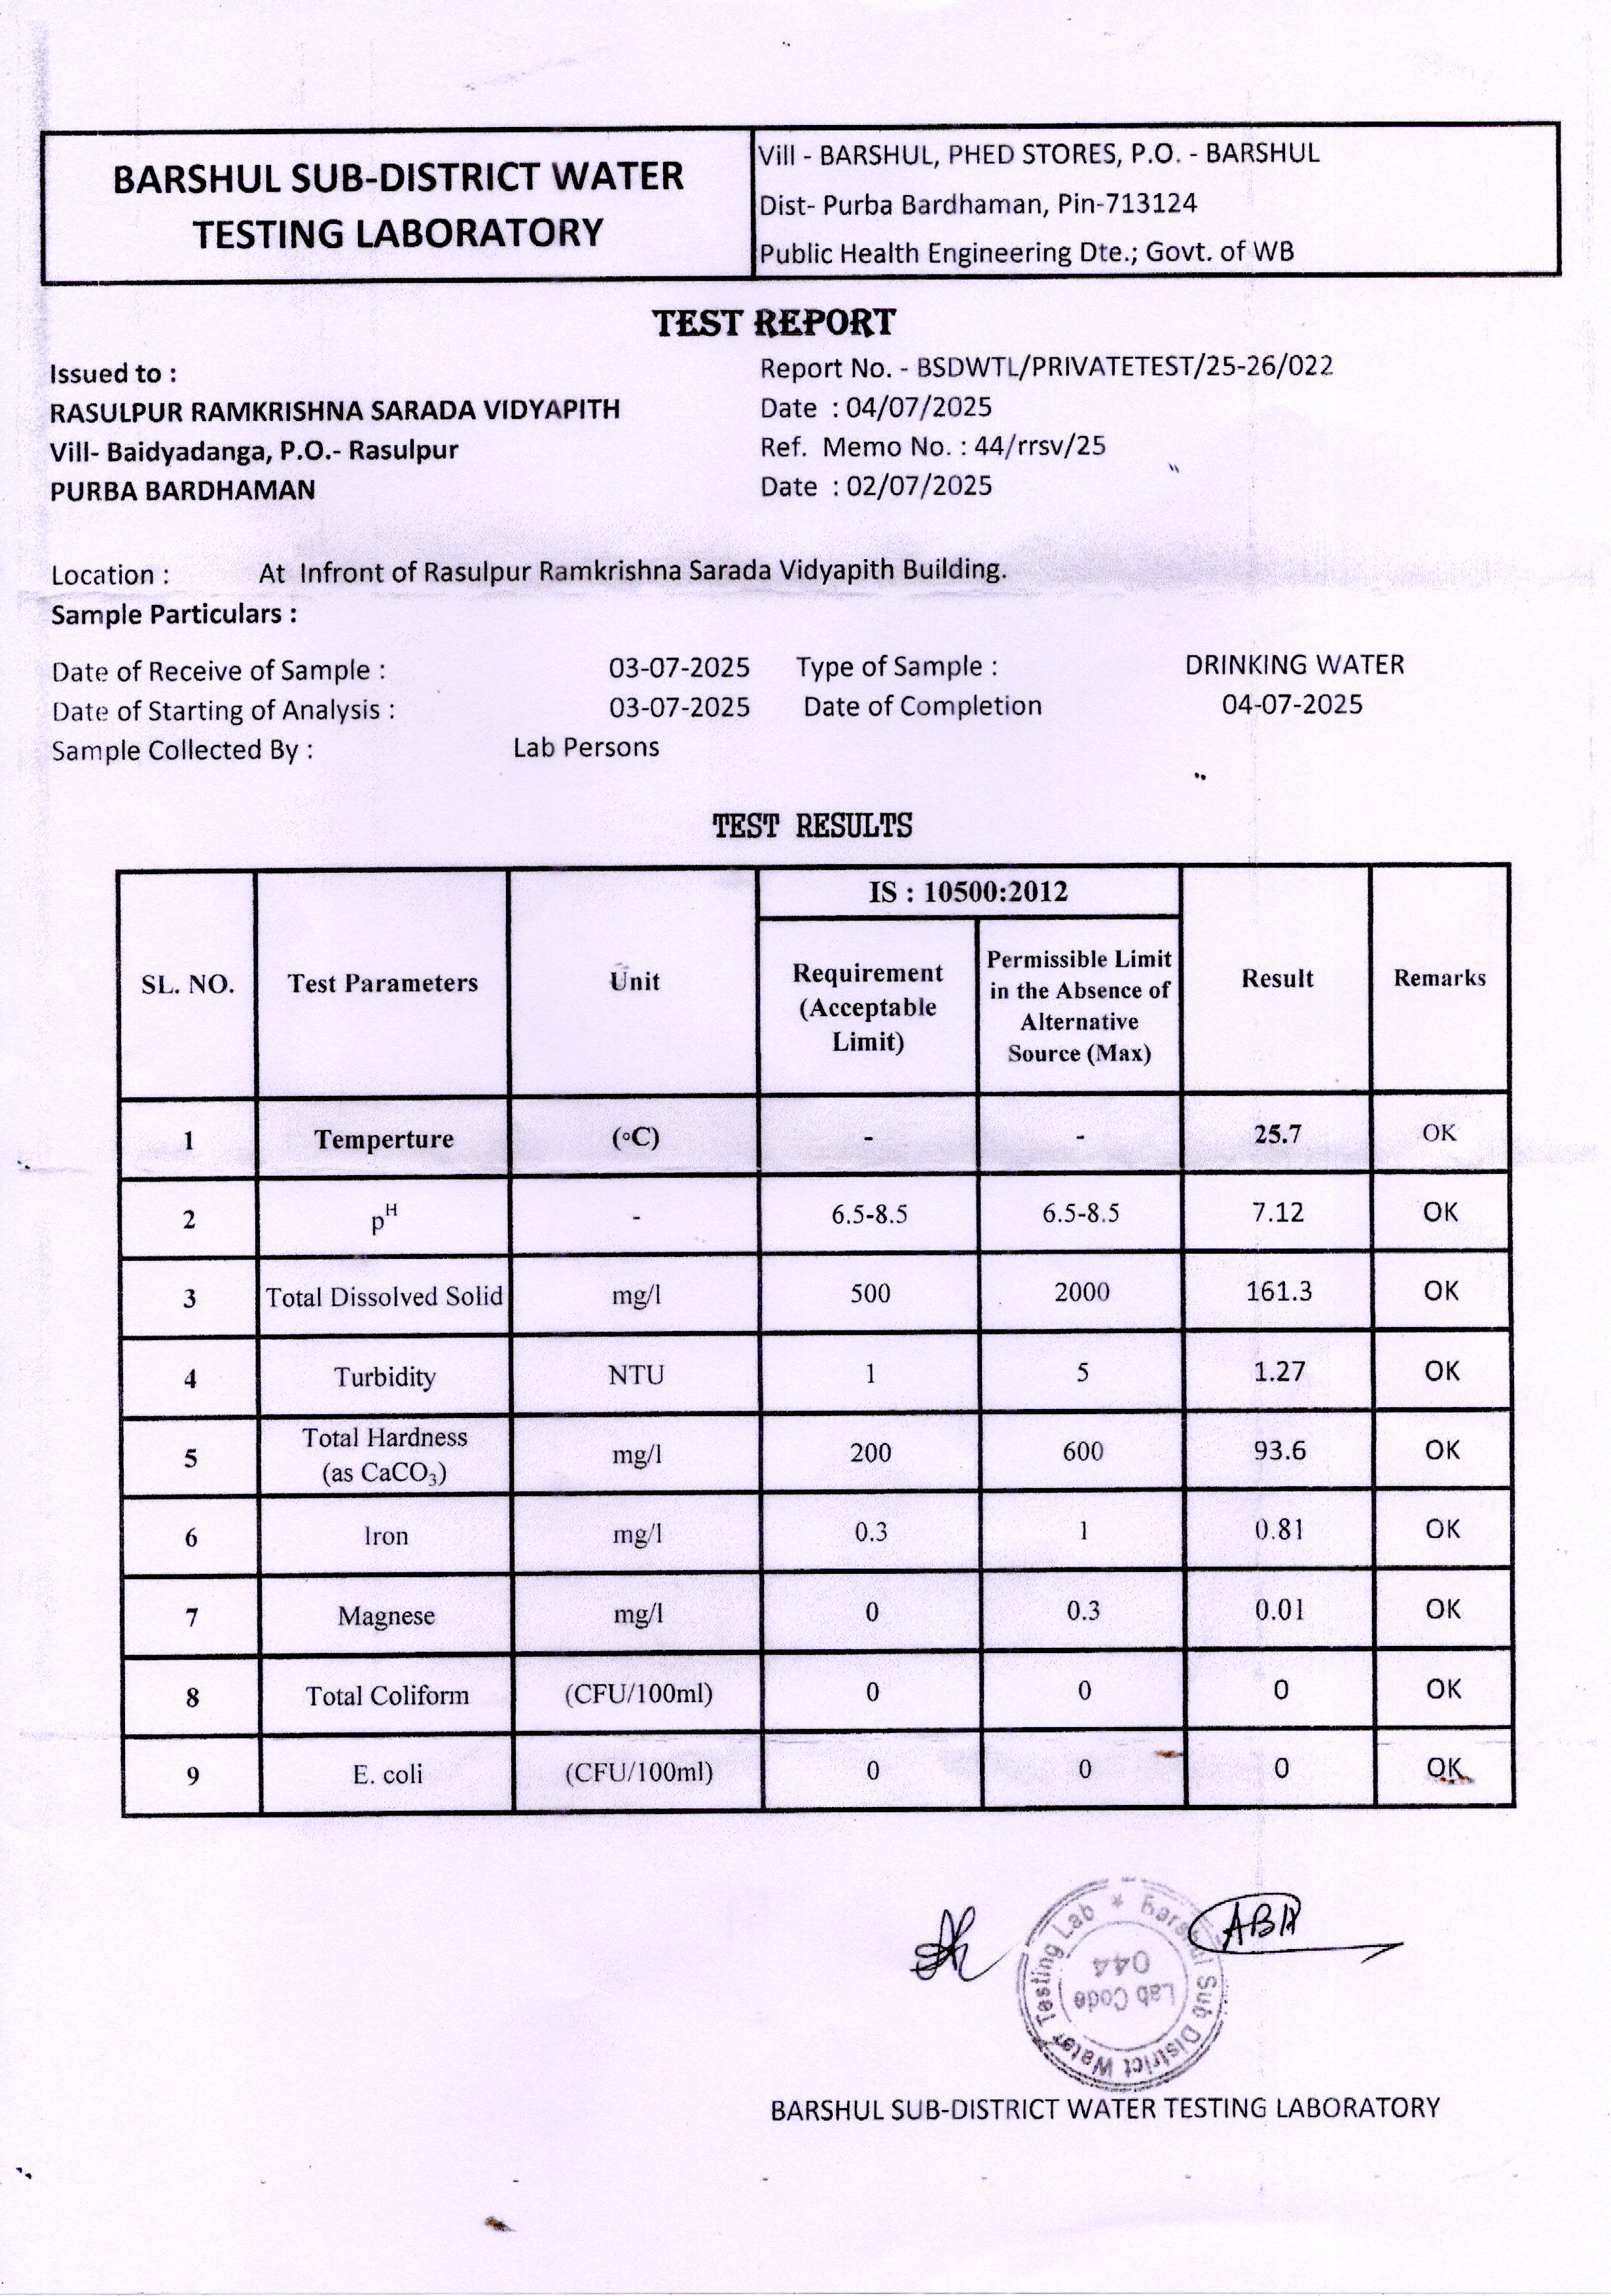 BARSHUL SUB-DISTRICT WATER
TESTING LABORATORY
Vill - BARSHUL, PHED STORES, P.O. - BARSHUL
Dist- Purba Bardhaman, Pin-713124
Public Health Engineering Dte.; Govt. of WB
TEST REPORT
Issued to :
RASULPUR RAMKRISHNA SARADA VIDYAPITH
Vill- Baidyadanga, P.O.- Rasulpur
PURBA BARDHAMAN
Report No. - BSDWTL/PRIVATETEST/25-26/022
Date : 04/07/2025
Ref. Memo No. : 44/rrsv/25
Date : 02/07/2025
Location : At Infront of Rasulpur Ramkrishna Sarada Vidyapith Building.
Sample Particulars :
Date of Receive of Sample : 03-07-2025 Type of Sample : DRINKING WATER
Date of Starting of Analysis : 03-07-2025 Date of Completion 04-07-2025
Sample Collected By : Lab Persons
TEST RESULTS
SL. NO.
Test Parameters
Unit
IS : 10500:2012
Requirement
(Acceptable
Limit)
Permissible Limit
in the Absence of
Alternative
Source (Max)
Result
Remarks
1 Temperture (°C) - - 25.7 OK
2 pH - 6.5-8.5 6.5-8.5 7.12 OK
3 Total Dissolved Solid mg/l 500 2000 161.3 OK
4 Turbidity NTU 1 5 1.27 OK
5 Total Hardness
(as CaCO₃) mg/l 200 600 93.6 OK
6 Iron mg/l 0.3 1 0.81 OK
7 Magnese mg/l 0 0.3 0.01 OK
8 Total Coliform (CFU/100ml) 0 0 0 OK
9 E. coli (CFU/100ml) 0 0 0 OK
Barshul Sub District Water Testing Lab *
Lab Code
044
BARSHUL SUB-DISTRICT WATER TESTING LABORATORY